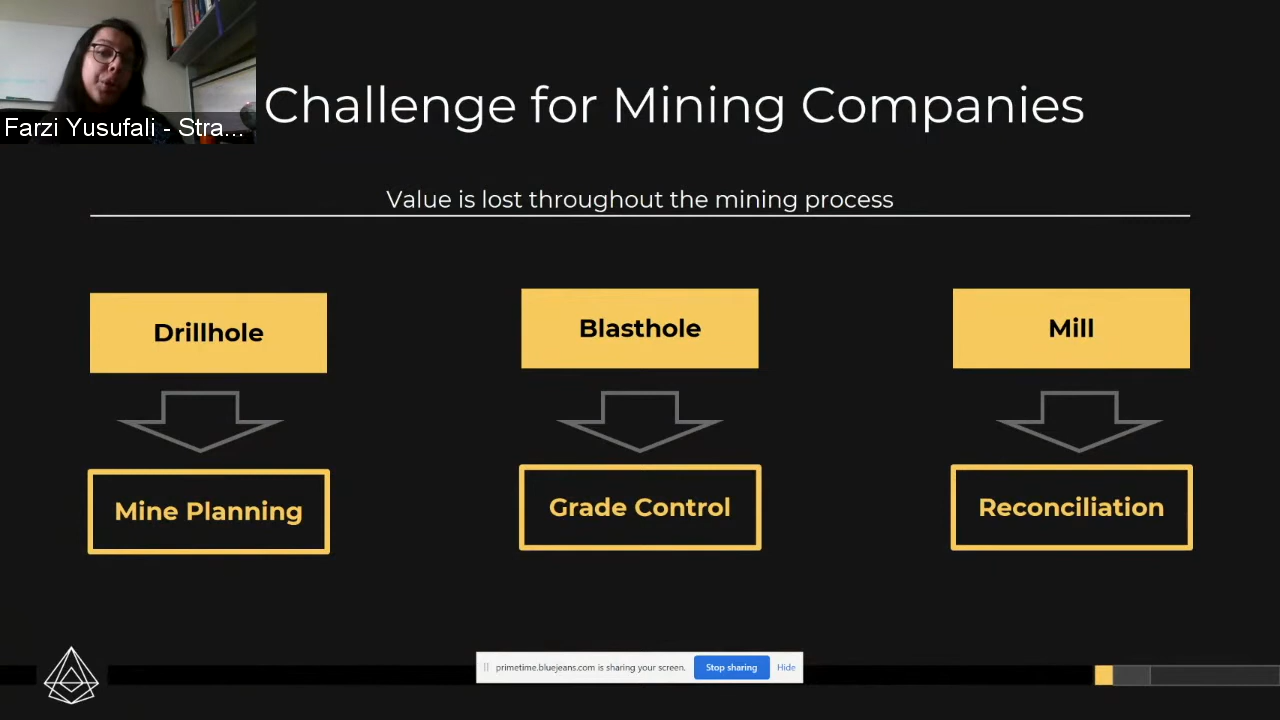 Farzi Yusufali - Stra...
Challenge for Mining Companies
Value is lost throughout the mining process
Drillhole
Blasthole
Mill
Mine Planning
Grade Control
Reconciliation
primetime.bluejeans.com is sharing your screen.
Stop sharing
Hide